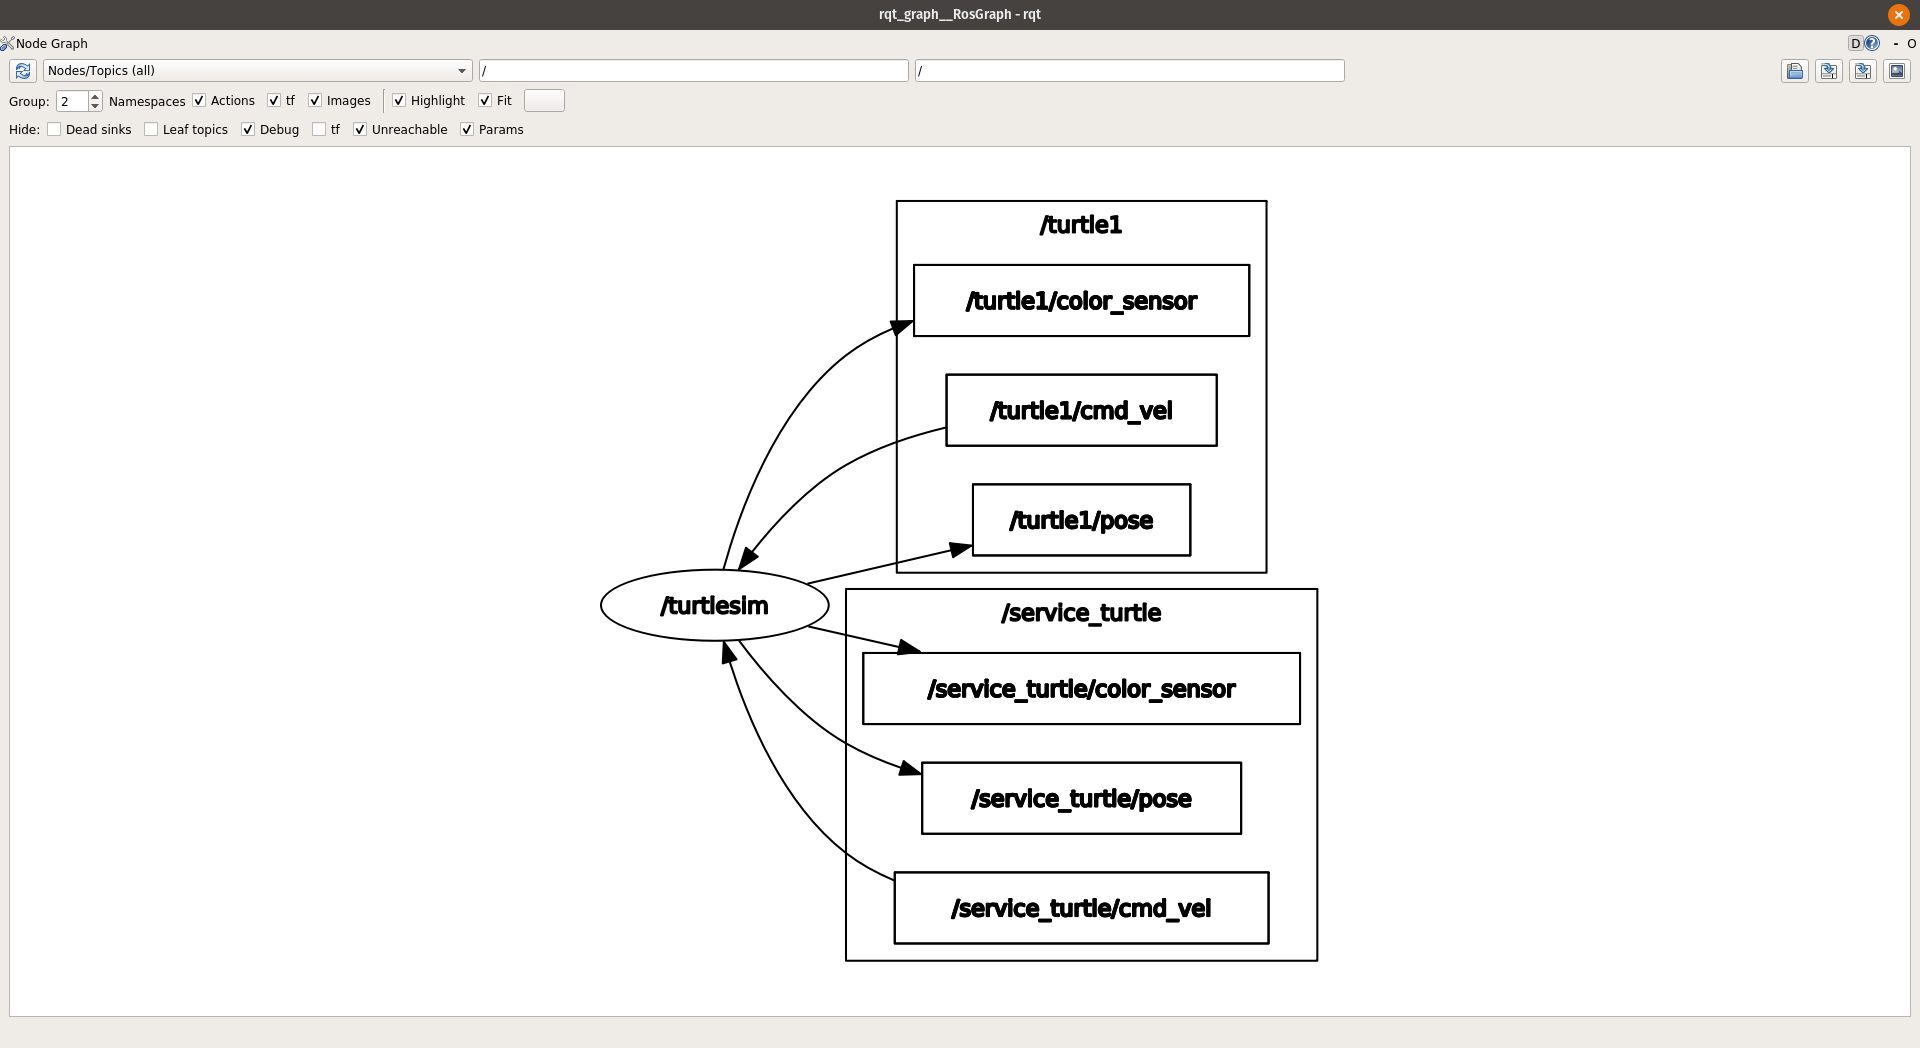 rqt_graph__RosGraph - rqt
Node Graph
D
- O
Nodes/Topics (all)
/
/
Group: 2 Namespaces Actions tf Images Highlight Fit
Hide: Dead sinks Leaf topics Debug tf Unreachable Params
/turtle1
/turtle1/color_sensor
/turtle1/cmd_vel
/turtle1/pose
/turtlesim
/service_turtle
/service_turtle/color_sensor
/service_turtle/pose
/service_turtle/cmd_vel